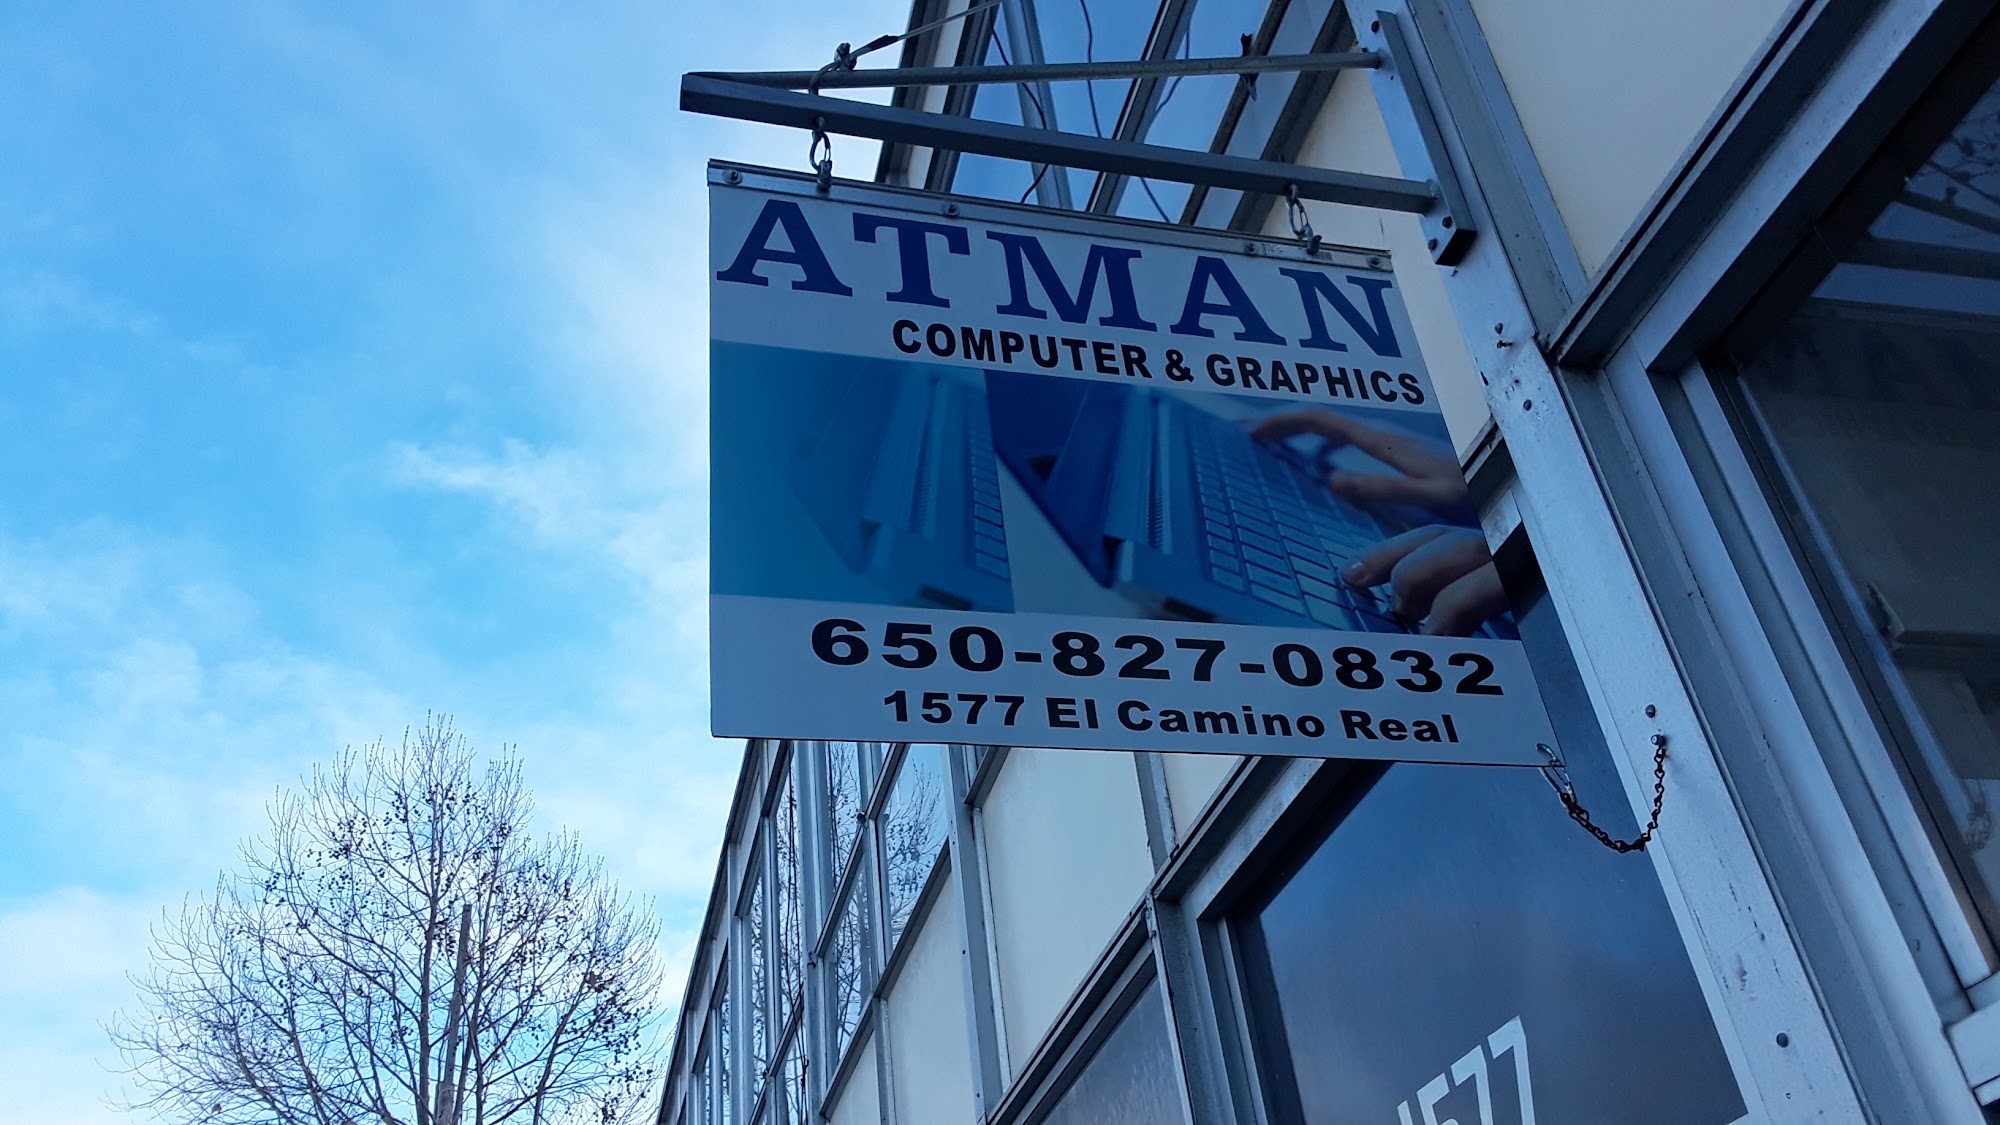 ATMAN
COMPUTER & GRAPHICS
650-827-0832
1577 El Camino Real
1577